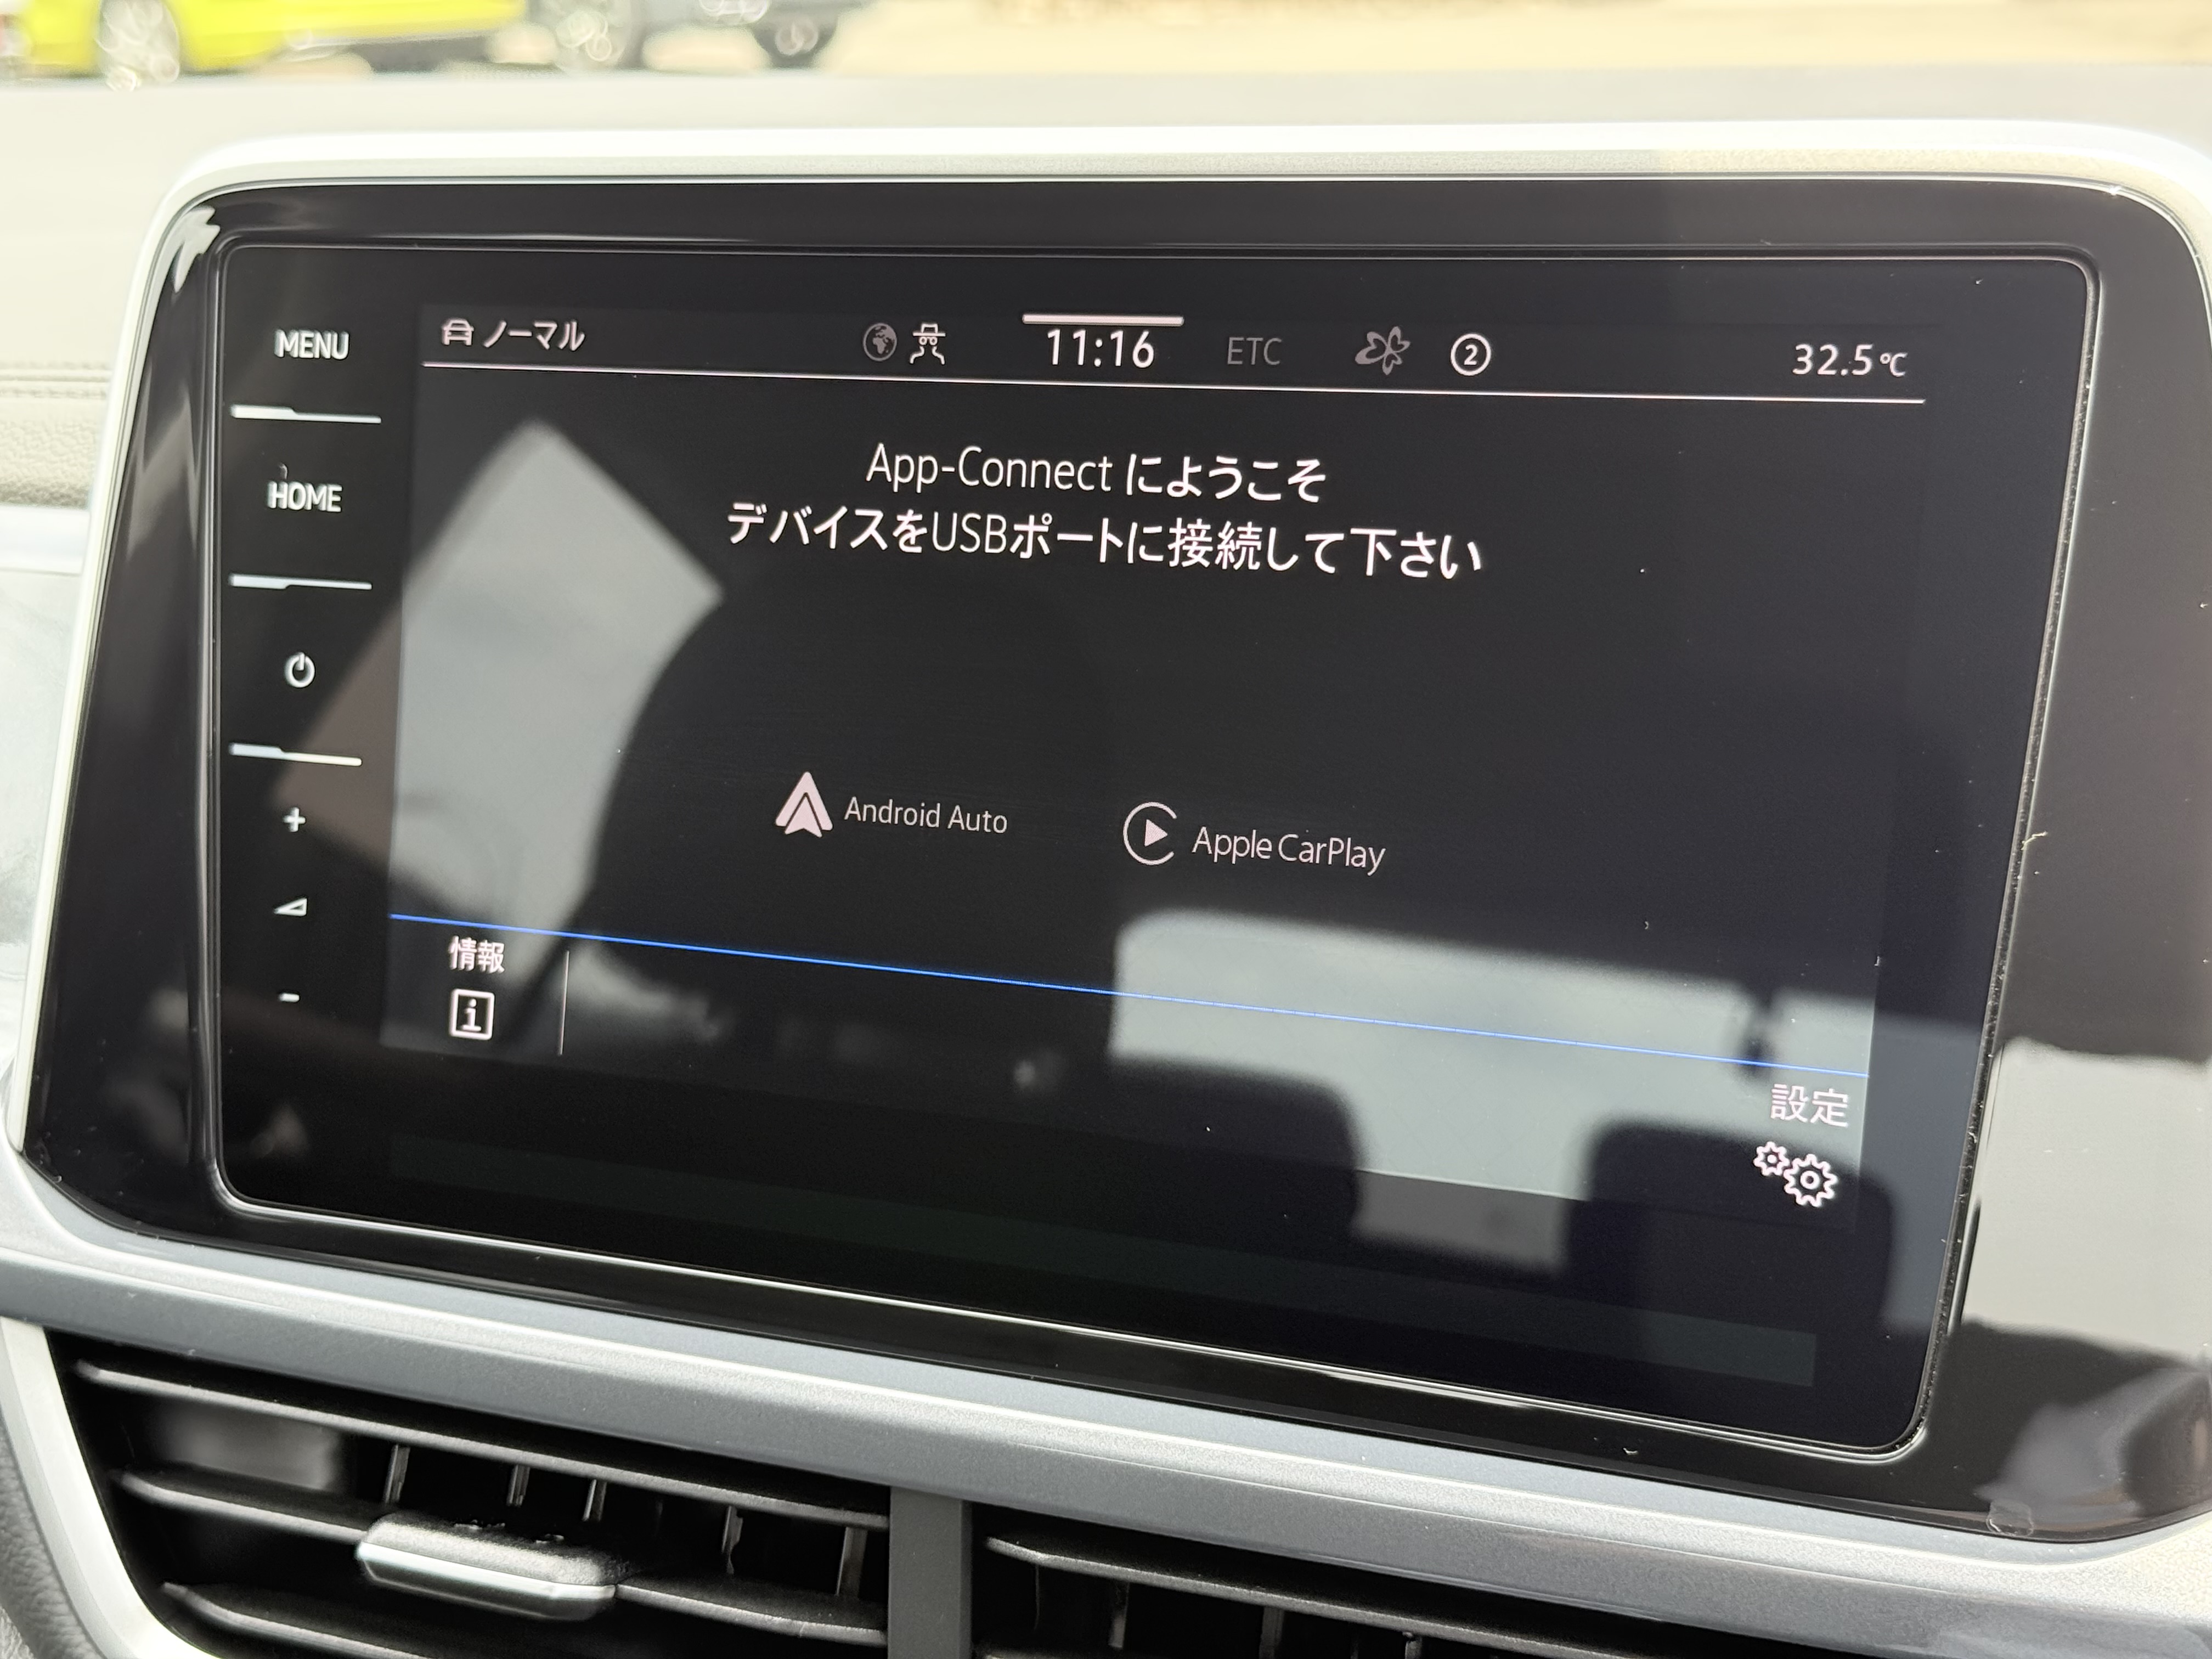 MENU
HOME
ノーマル
11:16
ETC
2
32.5℃
App-Connect にようこそ
デバイスをUSBポートに接続して下さい
Android Auto
Apple CarPlay
情報
設定